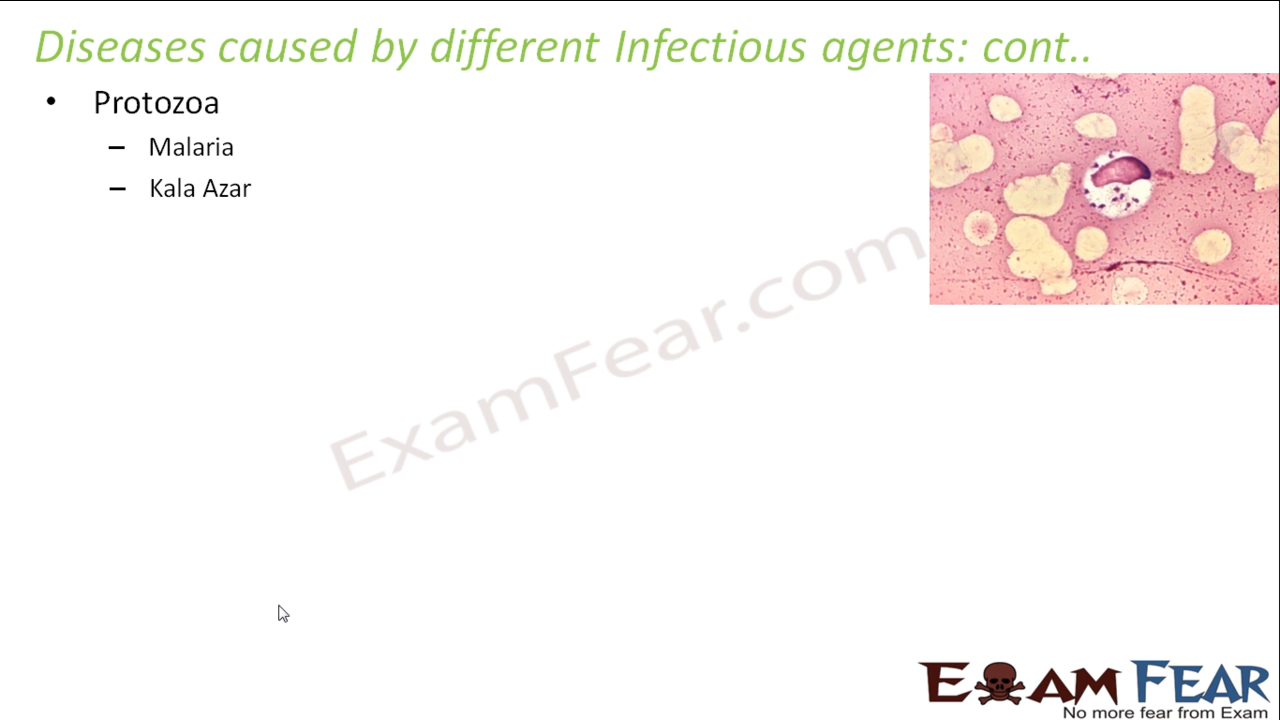 Diseases caused by different Infectious agents: cont..
• Protozoa
– Malaria
– Kala Azar
ExamFear.com
EXAM FEAR
No more fear from Exam